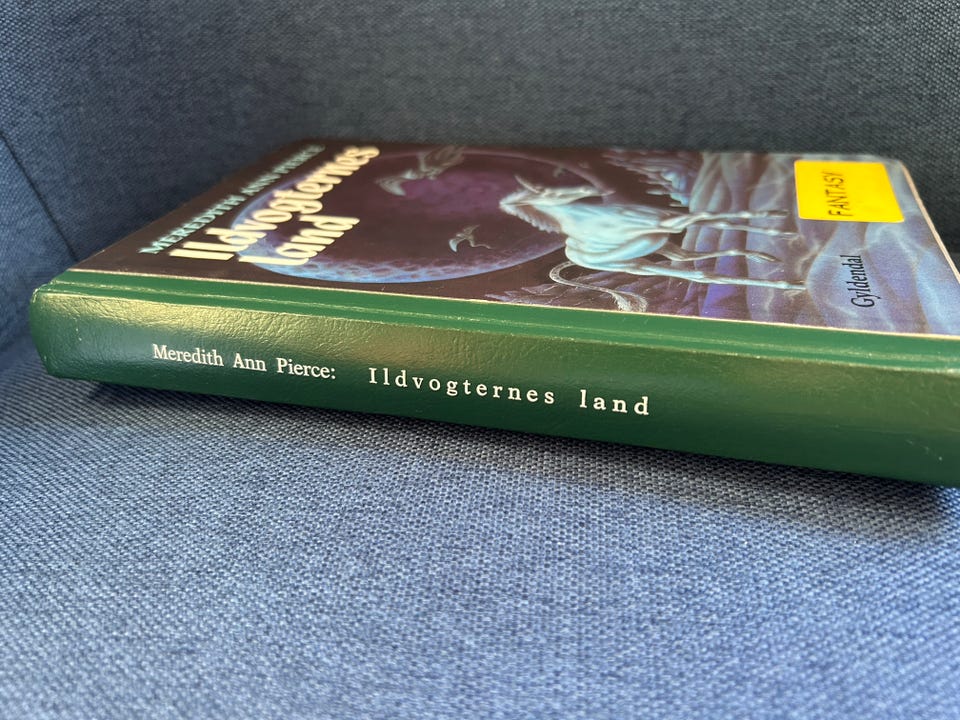 MEREDITH ANN PIERCE
Ildvogternes
land
FANTASY
Gyldendal
Meredith Ann Pierce: Ildvogternes land